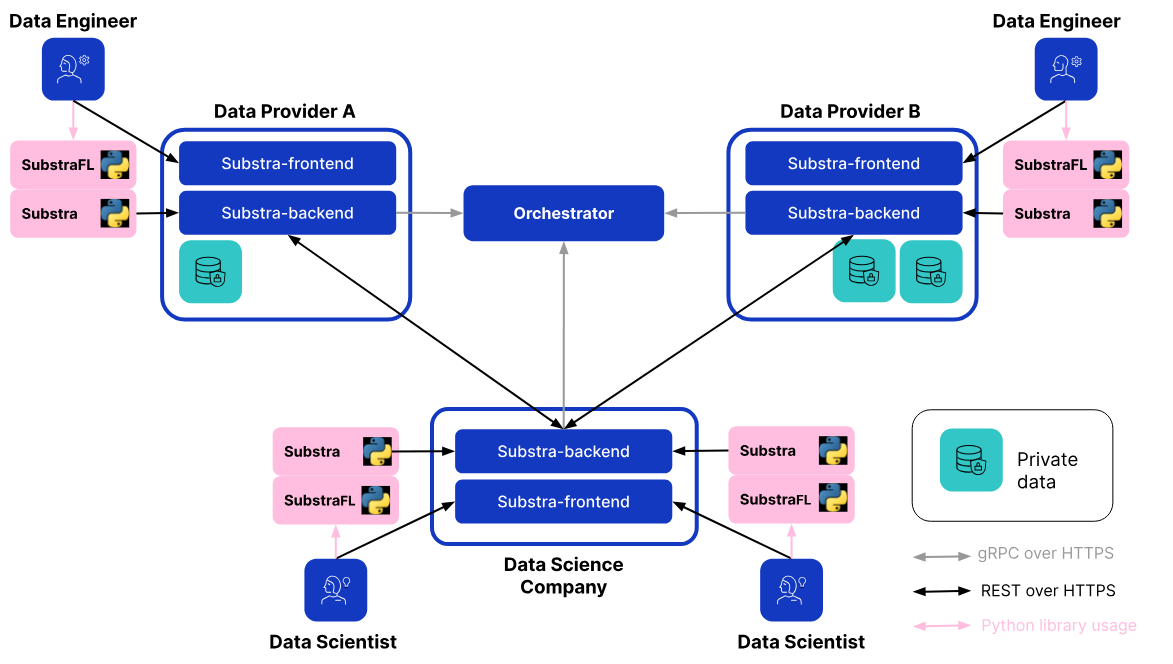 Data Engineer
Data Engineer
Data Provider A
Data Provider B
SubstraFL
Substra
Substra-frontend
Substra-backend
Orchestrator
Substra-frontend
Substra-backend
SubstraFL
Substra
Substra
SubstraFL
Substra-backend
Substra-frontend
Substra
SubstraFL
Data Science
Company
Data Scientist
Data Scientist
Private
data
gRPC over HTTPS
REST over HTTPS
Python library usage